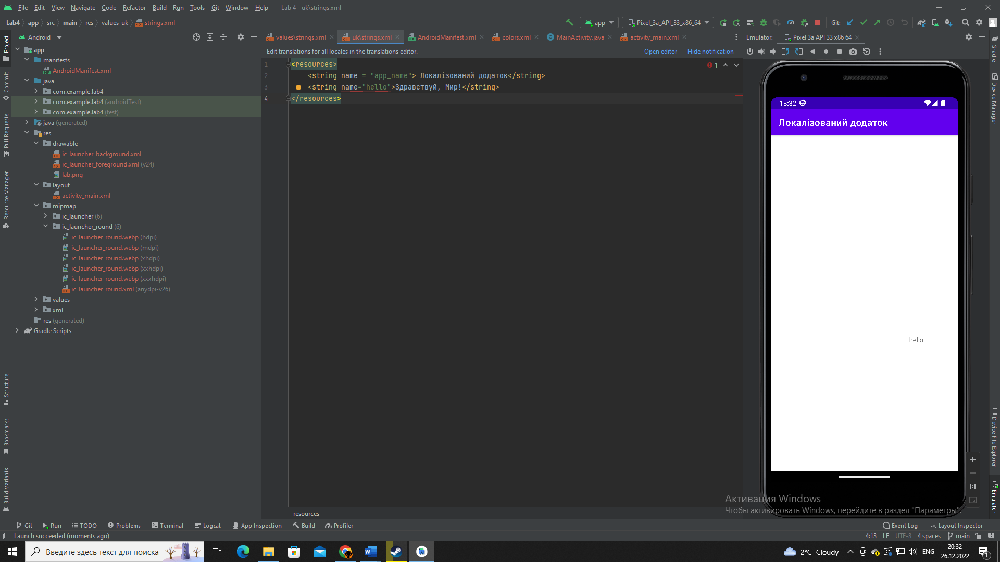 File Edit View Navigate Code Refactor Build Run Tools Git Window Help Lab 4 - uk\strings.xml
Lab4 app src main res values-uk strings.xml app Pixel_3a_API_33_x86_64 Git:
Android
values\strings.xml uk\strings.xml AndroidManifest.xml colors.xml MainActivity.java activity_main.xml
Emulator: Pixel 3a API 33 x86 64
Edit translations for all locales in the translations editor. Open editor Hide notification
Project
Commit
Pull Requests
Resource Manager
Structure
Bookmarks
Build Variants
app
manifests
AndroidManifest.xml
java
com.example.lab4
com.example.lab4 (androidTest)
com.example.lab4 (test)
java (generated)
res
drawable
ic_launcher_background.xml
ic_launcher_foreground.xml (v24)
lab.png
layout
activity_main.xml
mipmap
ic_launcher (6)
ic_launcher_round (6)
ic_launcher_round.webp (hdpi)
ic_launcher_round.webp (mdpi)
ic_launcher_round.webp (xhdpi)
ic_launcher_round.webp (xxhdpi)
ic_launcher_round.webp (xxxhdpi)
ic_launcher_round.xml (anydpi-v26)
values
xml
res (generated)
Gradle Scripts
1 <resources>
2 <string name = "app_name"> Локалізований додаток</string>
3 <string name="hello">Здравствуй, Мир!</string>
4 </resources>
1
resources
18:32
Локалізований додаток
hello
1:1
Gradle
Device Manager
Device File Explorer
Emulator
Активация Windows
Чтобы активировать Windows, перейдите в раздел "Параметры".
Git Run TODO Problems Terminal Logcat App Inspection Build Profiler Event Log Layout Inspector
Launch succeeded (moments ago) 4:13 LF UTF-8 4 spaces main
Введите здесь текст для поиска
2°C Cloudy ENG
20:32
26.12.2022
1